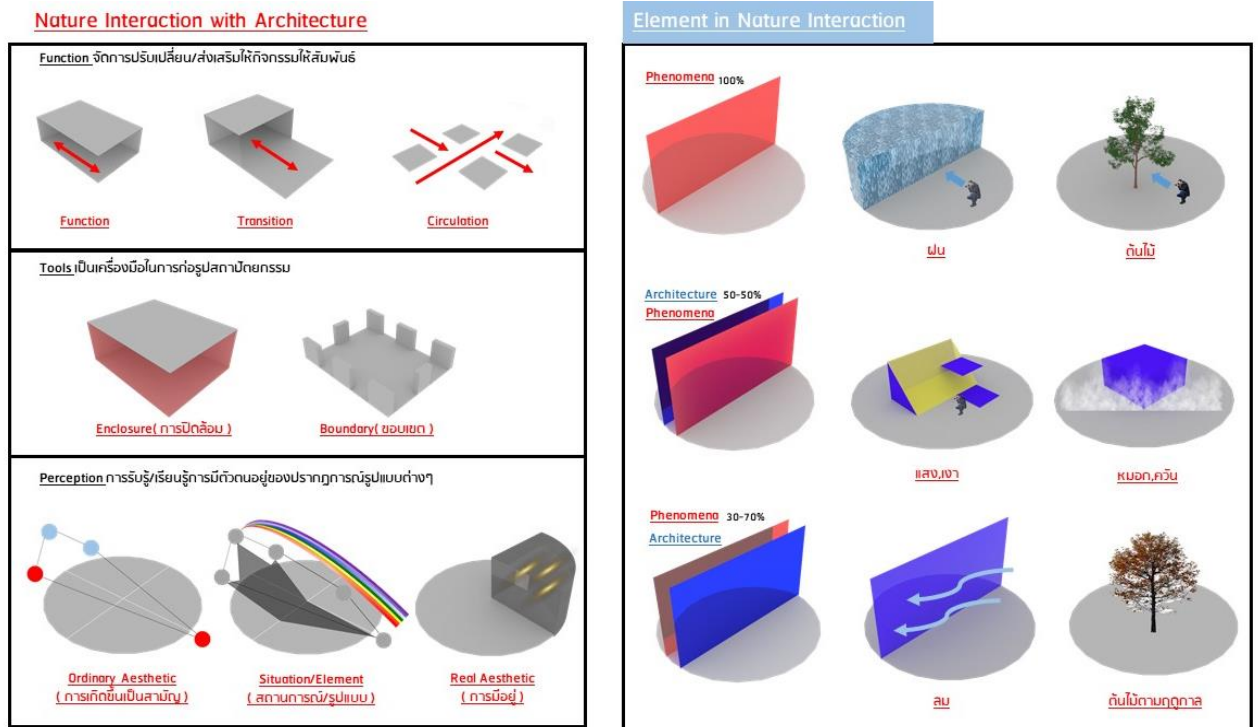 Nature Interaction with Architecture
Function จัดการปรับเปลี่ยน/ส่งเสริมให้กิจกรรมให้สัมพันธ์
Function
Transition
Circulation
Tools เป็นเครื่องมือในการก่อรูปสถาปัตยกรรม
Enclosure( การปิดล้อม )
Boundary( ขอบเขต )
Perception การรับรู้/เรียนรู้การมีตัวตนอยู่ของปรากฏการณ์รูปแบบต่างๆ
Ordinary Aesthetic
( การเกิดขึ้นเป็นสามัญ )
Situation/Element
( สถานการณ์/รูปแบบ )
Real Aesthetic
( การมีอยู่ )
Element in Nature Interaction
Phenomena 100%
ฝน
ต้นไม้
Architecture 50-50%
Phenomena
แสง,เงา
หมอก,ควัน
Phenomena 30-70%
Architecture
ลม
ต้นไม้ตามฤดูกาล